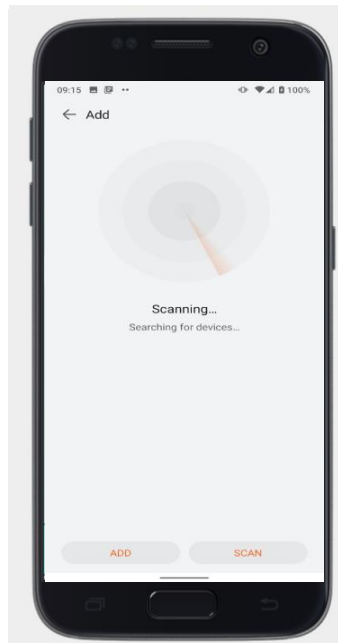 09:15 100%
← Add
Scanning...
Searching for devices...
ADD SCAN